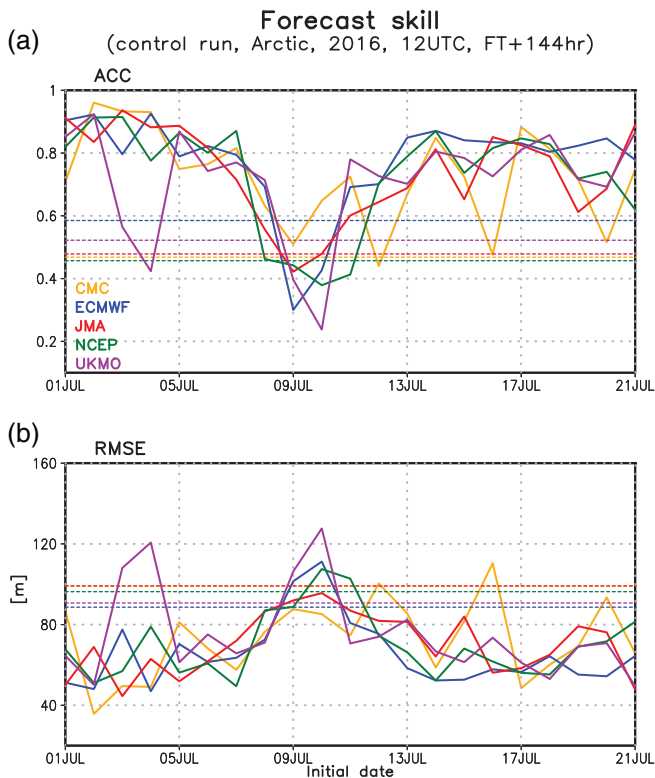 Forecast skill
(control run, Arctic, 2016, 12UTC, FT+144hr)
(a)
ACC
1
0.8
0.6
0.4
0.2
CMC
ECMWF
JMA
NCEP
UKMO
01JUL 05JUL 09JUL 13JUL 17JUL 21JUL
(b)
RMSE
160
120
[m]
80
40
01JUL 05JUL 09JUL 13JUL 17JUL 21JUL
Initial date